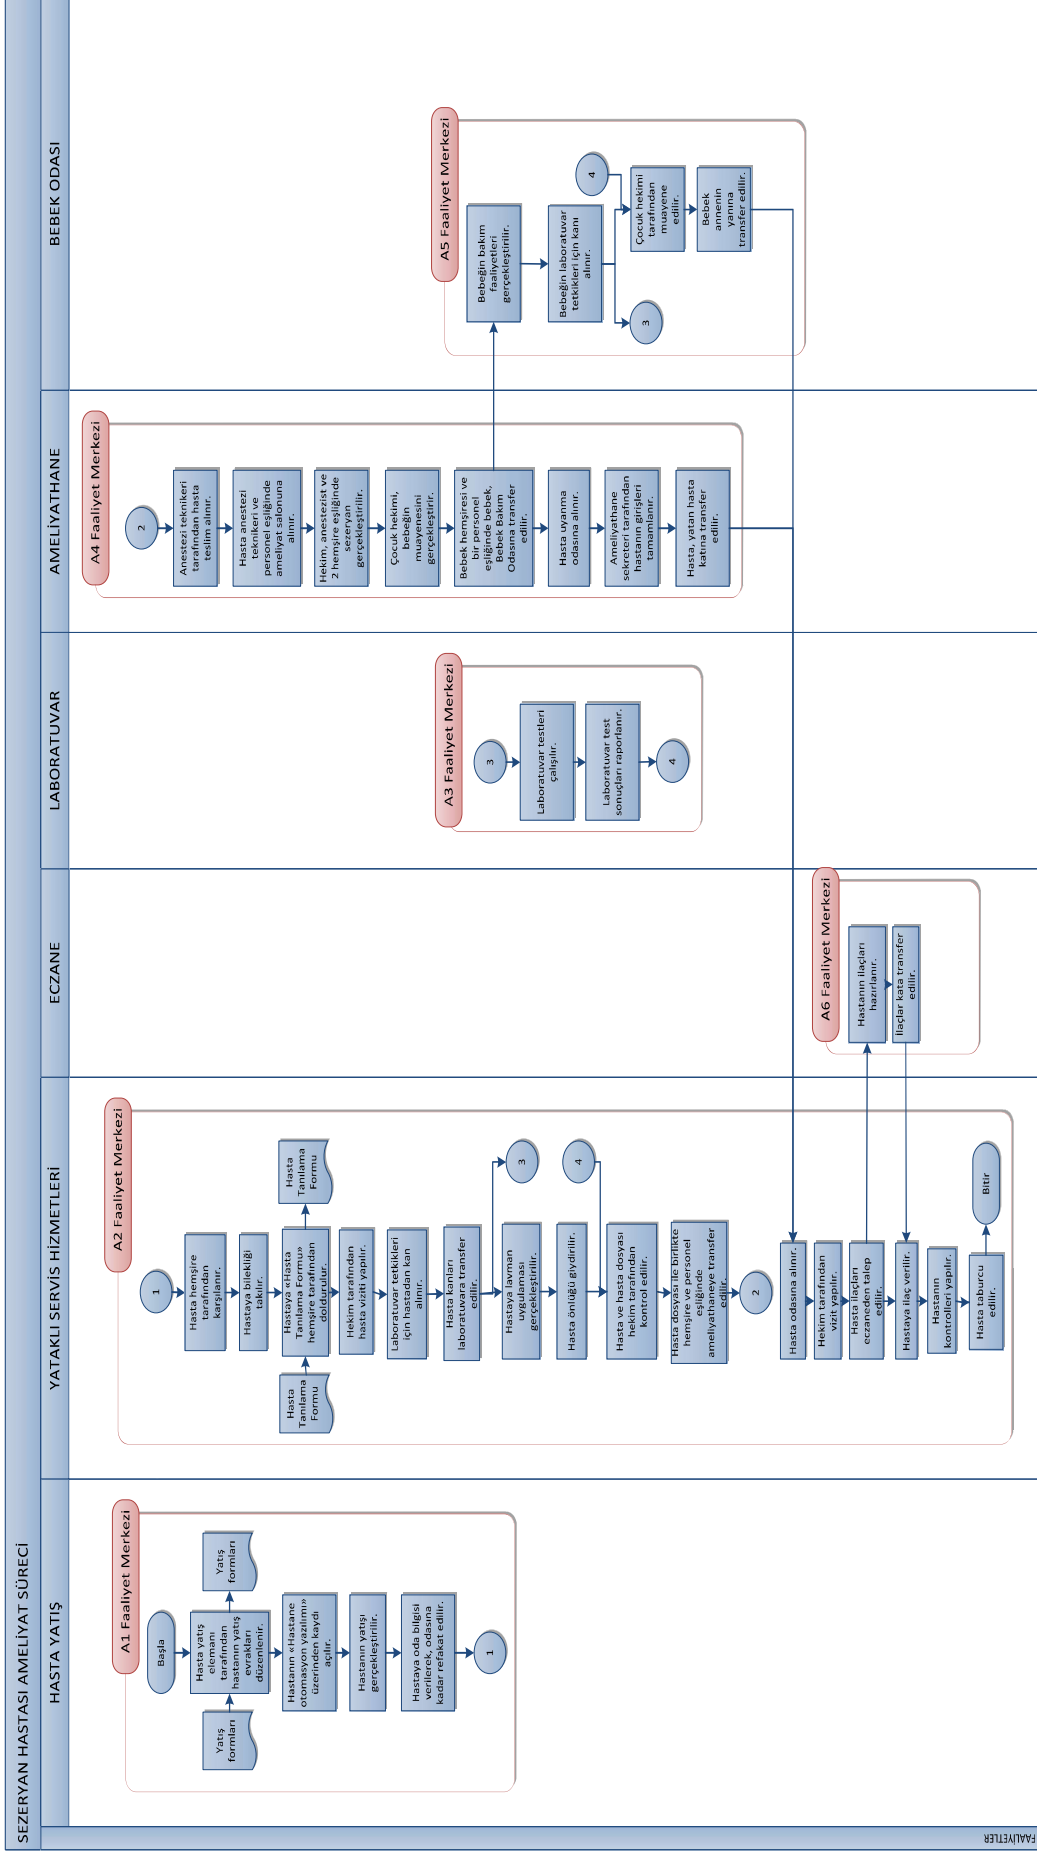 SEZERYAN HASTASI AMELİYAT SÜRECİ
HASTA YATIŞ
YATAKLI SERVİS HİZMETLERİ
ECZANE
LABORATUVAR
AMELİYATHANE
BEBEK ODASI
FAALİYETLER
A1 Faaliyet Merkezi
Başla
Yatış
formları
Hasta yatış
elemanı
tarafından
hastanın yatış
evrakları
düzenlenir.
Yatış
formları
Hastanın «Hastane
otomasyon yazılımı»
üzerinden kaydı
açılır.
Hastanın yatışı
gerçekleştirilir.
Hastaya oda bilgisi
verilerek, odasına
kadar refakat edilir.
1
A2 Faaliyet Merkezi
1
Hasta hemşire
tarafından
karşılanır.
Hastaya bilekliği
takılır.
Hasta
Tanılama
Formu
Hastaya «Hasta
Tanılama Formu»
hemşire tarafından
doldurulur.
Hasta
Tanılama
Formu
Hekim tarafından
hasta viziti yapılır.
Laboratuvar tetkikleri
için hastadan kan
alınır.
Hasta kanları
laboratuvara transfer
edilir.
3
Hastaya lavman
uygulaması
gerçekleştirilir.
Hasta önlüğü giydirilir.
4
Hasta ve hasta dosyası
hekim tarafından
kontrol edilir.
Hasta dosyası ile birlikte
hemşire ve personel
eşliğinde
ameliyathaneye transfer
edilir.
2
Hasta odasına alınır.
Hekim tarafından
vizit yapılır.
Hasta ilaçları
eczaneden talep
edilir.
Hastaya ilaç verilir.
Hastanın
kontrolleri yapılır.
Hasta taburcu
edilir.
Bitir
A6 Faaliyet Merkezi
Hastanın ilaçları
hazırlanır.
İlaçlar kata transfer
edilir.
A3 Faaliyet Merkezi
3
Laboratuvar testleri
çalışılır.
Laboratuvar test
sonuçları raporlanır.
4
A4 Faaliyet Merkezi
2
Anestezi teknikeri
tarafından hasta
teslim alınır.
Hasta anestezi
teknikeri ve
personel eşliğinde
ameliyat salonuna
alınır.
Hekim, anestezist ve
2 hemşire eşliğinde
sezeryan
gerçekleştirilir.
Çocuk hekimi,
bebeğin
muayenesini
gerçekleştirir.
Bebek hemşiresi ve
bir personel
eşliğinde bebek,
Bebek Bakım
Odasına transfer
edilir.
Hasta uyanma
odasına alınır.
Ameliyathane
sekreteri tarafından
hastanın girişleri
tamamlanır.
Hasta, yatan hasta
katına transfer
edilir.
A5 Faaliyet Merkezi
Bebeğin bakım
faaliyetleri
gerçekleştirilir.
Bebeğin laboratuvar
tetkikleri için kanı
alınır.
3
4
Çocuk hekimi
tarafından
muayene
edilir.
Bebek
annenin
yanına
transfer edilir.